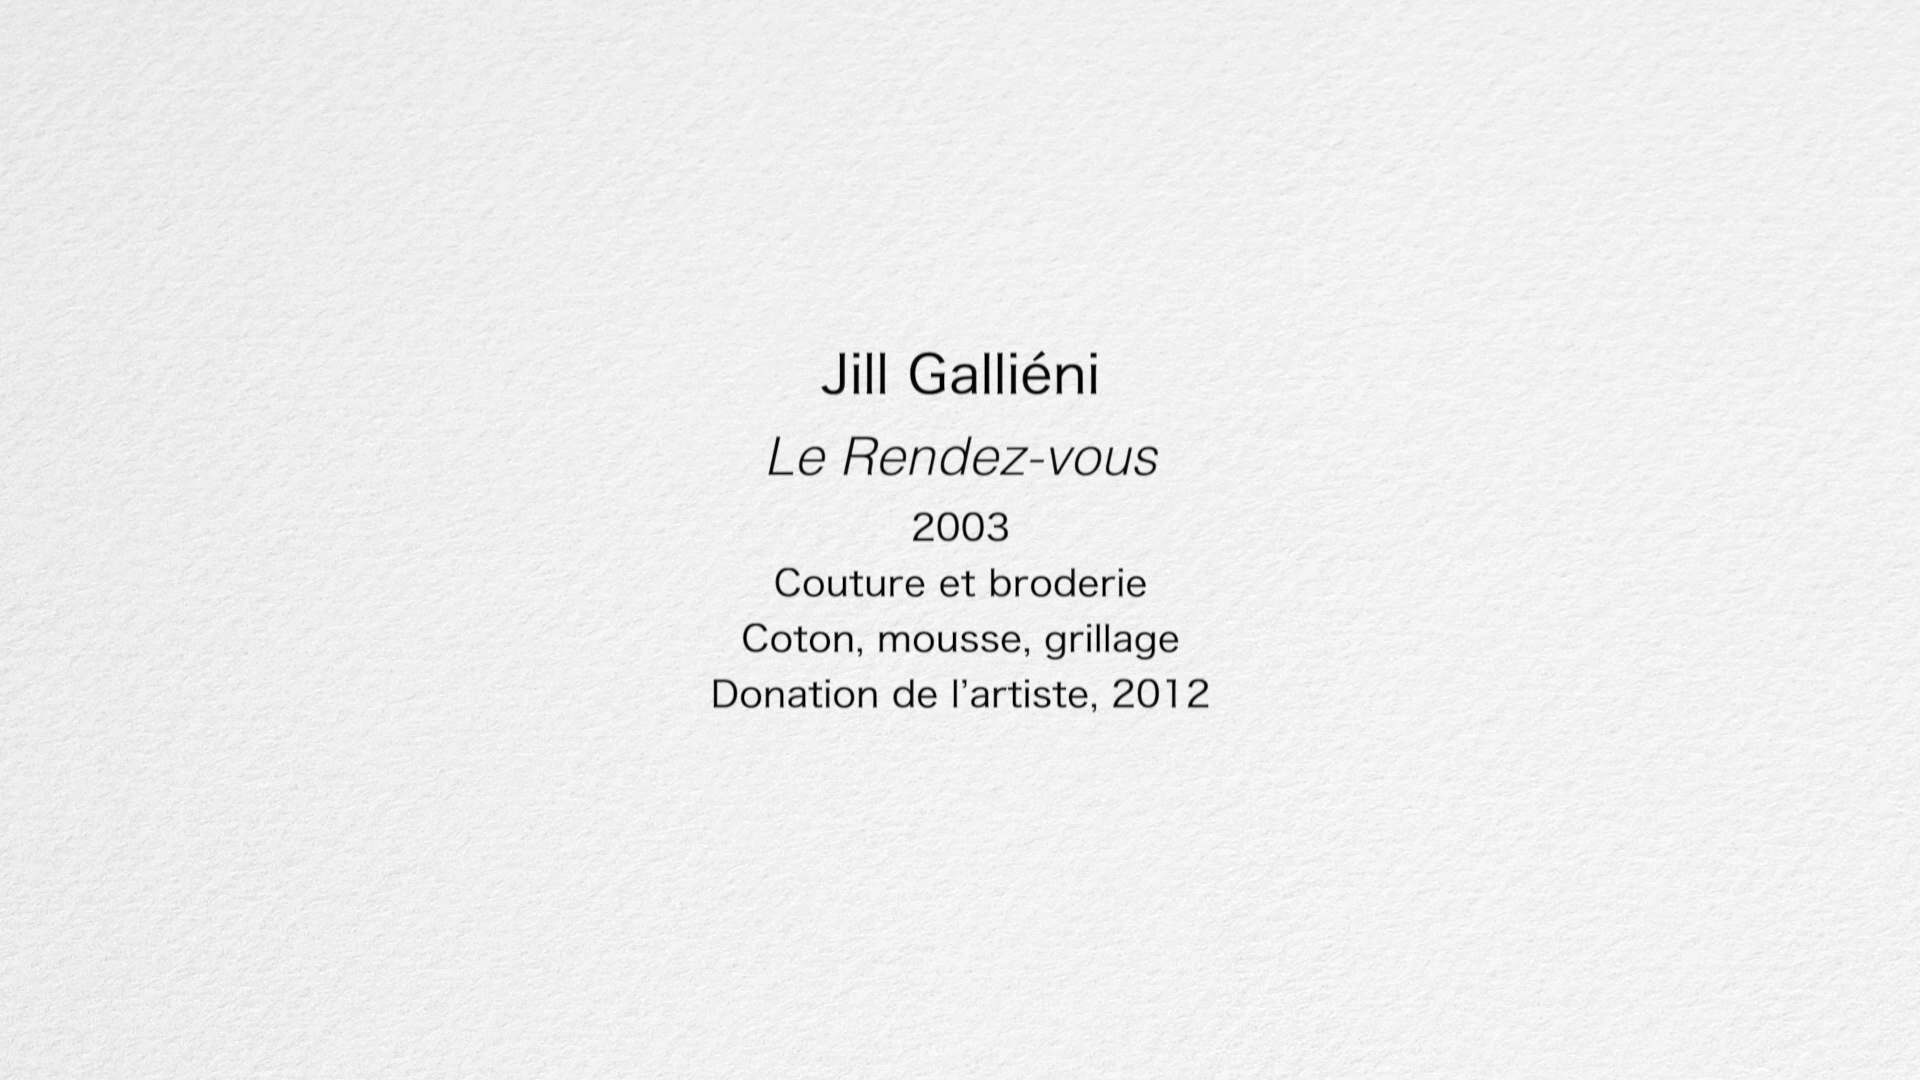 Jill Galliéni
Le Rendez-vous
2003
Couture et broderie
Coton, mousse, grillage
Donation de l’artiste, 2012